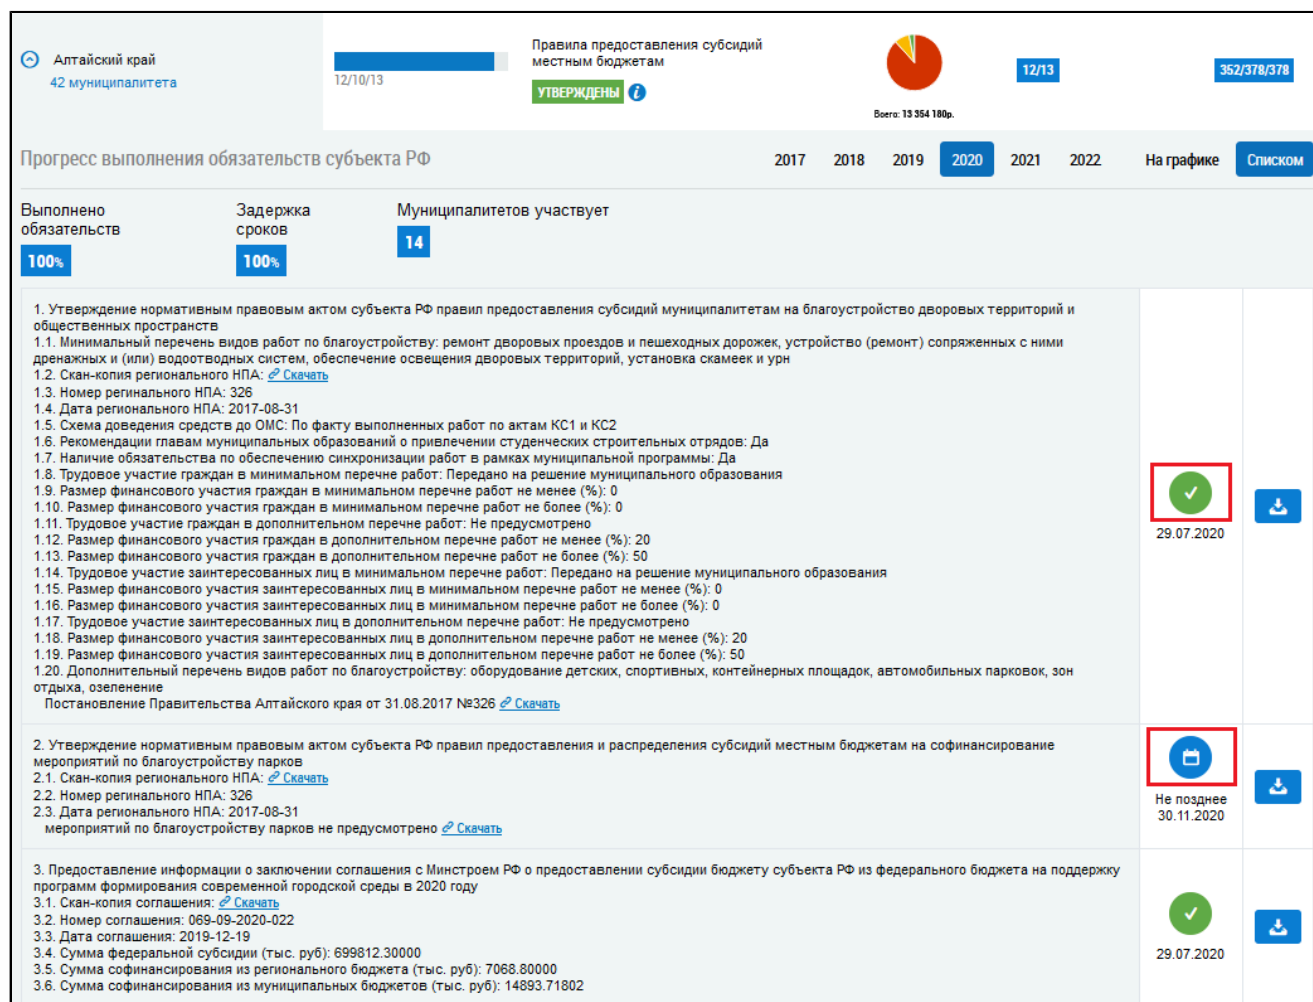 Алтайский край
42 муниципалитета
12/10/13
Правила предоставления субсидий
местным бюджетам
УТВЕРЖДЕНЫ i
Всего: 13 354 180р.
12/13
352/378/378
Прогресс выполнения обязательств субъекта РФ
2017 2018 2019 2020 2021 2022 На графике Списком
Выполнено
обязательств
100%
Задержка
сроков
100%
Муниципалитетов участвует
14
1. Утверждение нормативным правовым актом субъекта РФ правил предоставления субсидий муниципалитетам на благоустройство дворовых территорий и
общественных пространств
1.1. Минимальный перечень видов работ по благоустройству: ремонт дворовых проездов и пешеходных дорожек, устройство (ремонт) сопряженных с ними
дренажных и (или) водоотводных систем, обеспечение освещения дворовых территорий, установка скамеек и урн
1.2. Скан-копия регионального НПА: Скачать
1.3. Номер регинального НПА: 326
1.4. Дата регионального НПА: 2017-08-31
1.5. Схема доведения средств до ОМС: По факту выполненных работ по актам КС1 и КС2
1.6. Рекомендации главам муниципальных образований о привлечении студенческих строительных отрядов: Да
1.7. Наличие обязательства по обеспечению синхронизации работ в рамках муниципальной программы: Да
1.8. Трудовое участие граждан в минимальном перечне работ: Передано на решение муниципального образования
1.9. Размер финансового участия граждан в минимальном перечне работ не менее (%): 0
1.10. Размер финансового участия граждан в минимальном перечне работ не более (%): 0
1.11. Трудовое участие граждан в дополнительном перечне работ: Не предусмотрено
1.12. Размер финансового участия граждан в дополнительном перечне работ не менее (%): 20
1.13. Размер финансового участия граждан в дополнительном перечне работ не более (%): 50
1.14. Трудовое участие заинтересованных лиц в минимальном перечне работ: Передано на решение муниципального образования
1.15. Размер финансового участия заинтересованных лиц в минимальном перечне работ не менее (%): 0
1.16. Размер финансового участия заинтересованных лиц в минимальном перечне работ не более (%): 0
1.17. Трудовое участие заинтересованных лиц в дополнительном перечне работ: Не предусмотрено
1.18. Размер финансового участия заинтересованных лиц в дополнительном перечне работ не менее (%): 20
1.19. Размер финансового участия заинтересованных лиц в дополнительном перечне работ не более (%): 50
1.20. Дополнительный перечень видов работ по благоустройству: оборудование детских, спортивных, контейнерных площадок, автомобильных парковок, зон
отдыха, озеленение
Постановление Правительства Алтайского края от 31.08.2017 №326 Скачать
29.07.2020
2. Утверждение нормативным правовым актом субъекта РФ правил предоставления и распределения субсидий местным бюджетам на софинансирование
мероприятий по благоустройству парков
2.1. Скан-копия регионального НПА: Скачать
2.2. Номер регинального НПА: 326
2.3. Дата регионального НПА: 2017-08-31
мероприятий по благоустройству парков не предусмотрено Скачать
Не позднее
30.11.2020
3. Предоставление информации о заключении соглашения с Минстроем РФ о предоставлении субсидии бюджету субъекта РФ из федерального бюджета на поддержку
программ формирования современной городской среды в 2020 году
3.1. Скан-копия соглашения: Скачать
3.2. Номер соглашения: 069-09-2020-022
3.3. Дата соглашения: 2019-12-19
3.4. Сумма федеральной субсидии (тыс. руб): 699812.30000
3.5. Сумма софинансирования из регионального бюджета (тыс. руб): 7068.80000
3.6. Сумма софинансирования из муниципальных бюджетов (тыс. руб): 14893.71802
29.07.2020